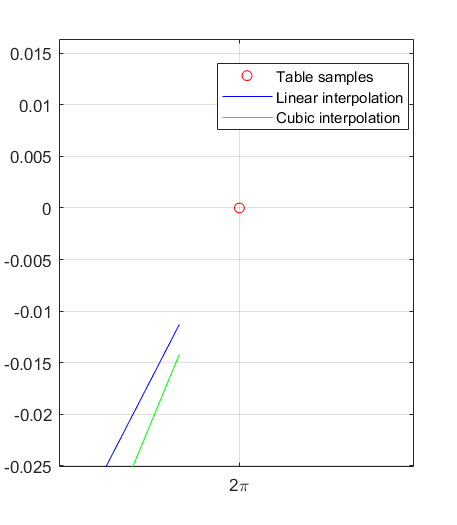 0.015
0.01
0.005
0
-0.005
-0.01
-0.015
-0.02
-0.025
2π
Table samples
Linear interpolation
Cubic interpolation